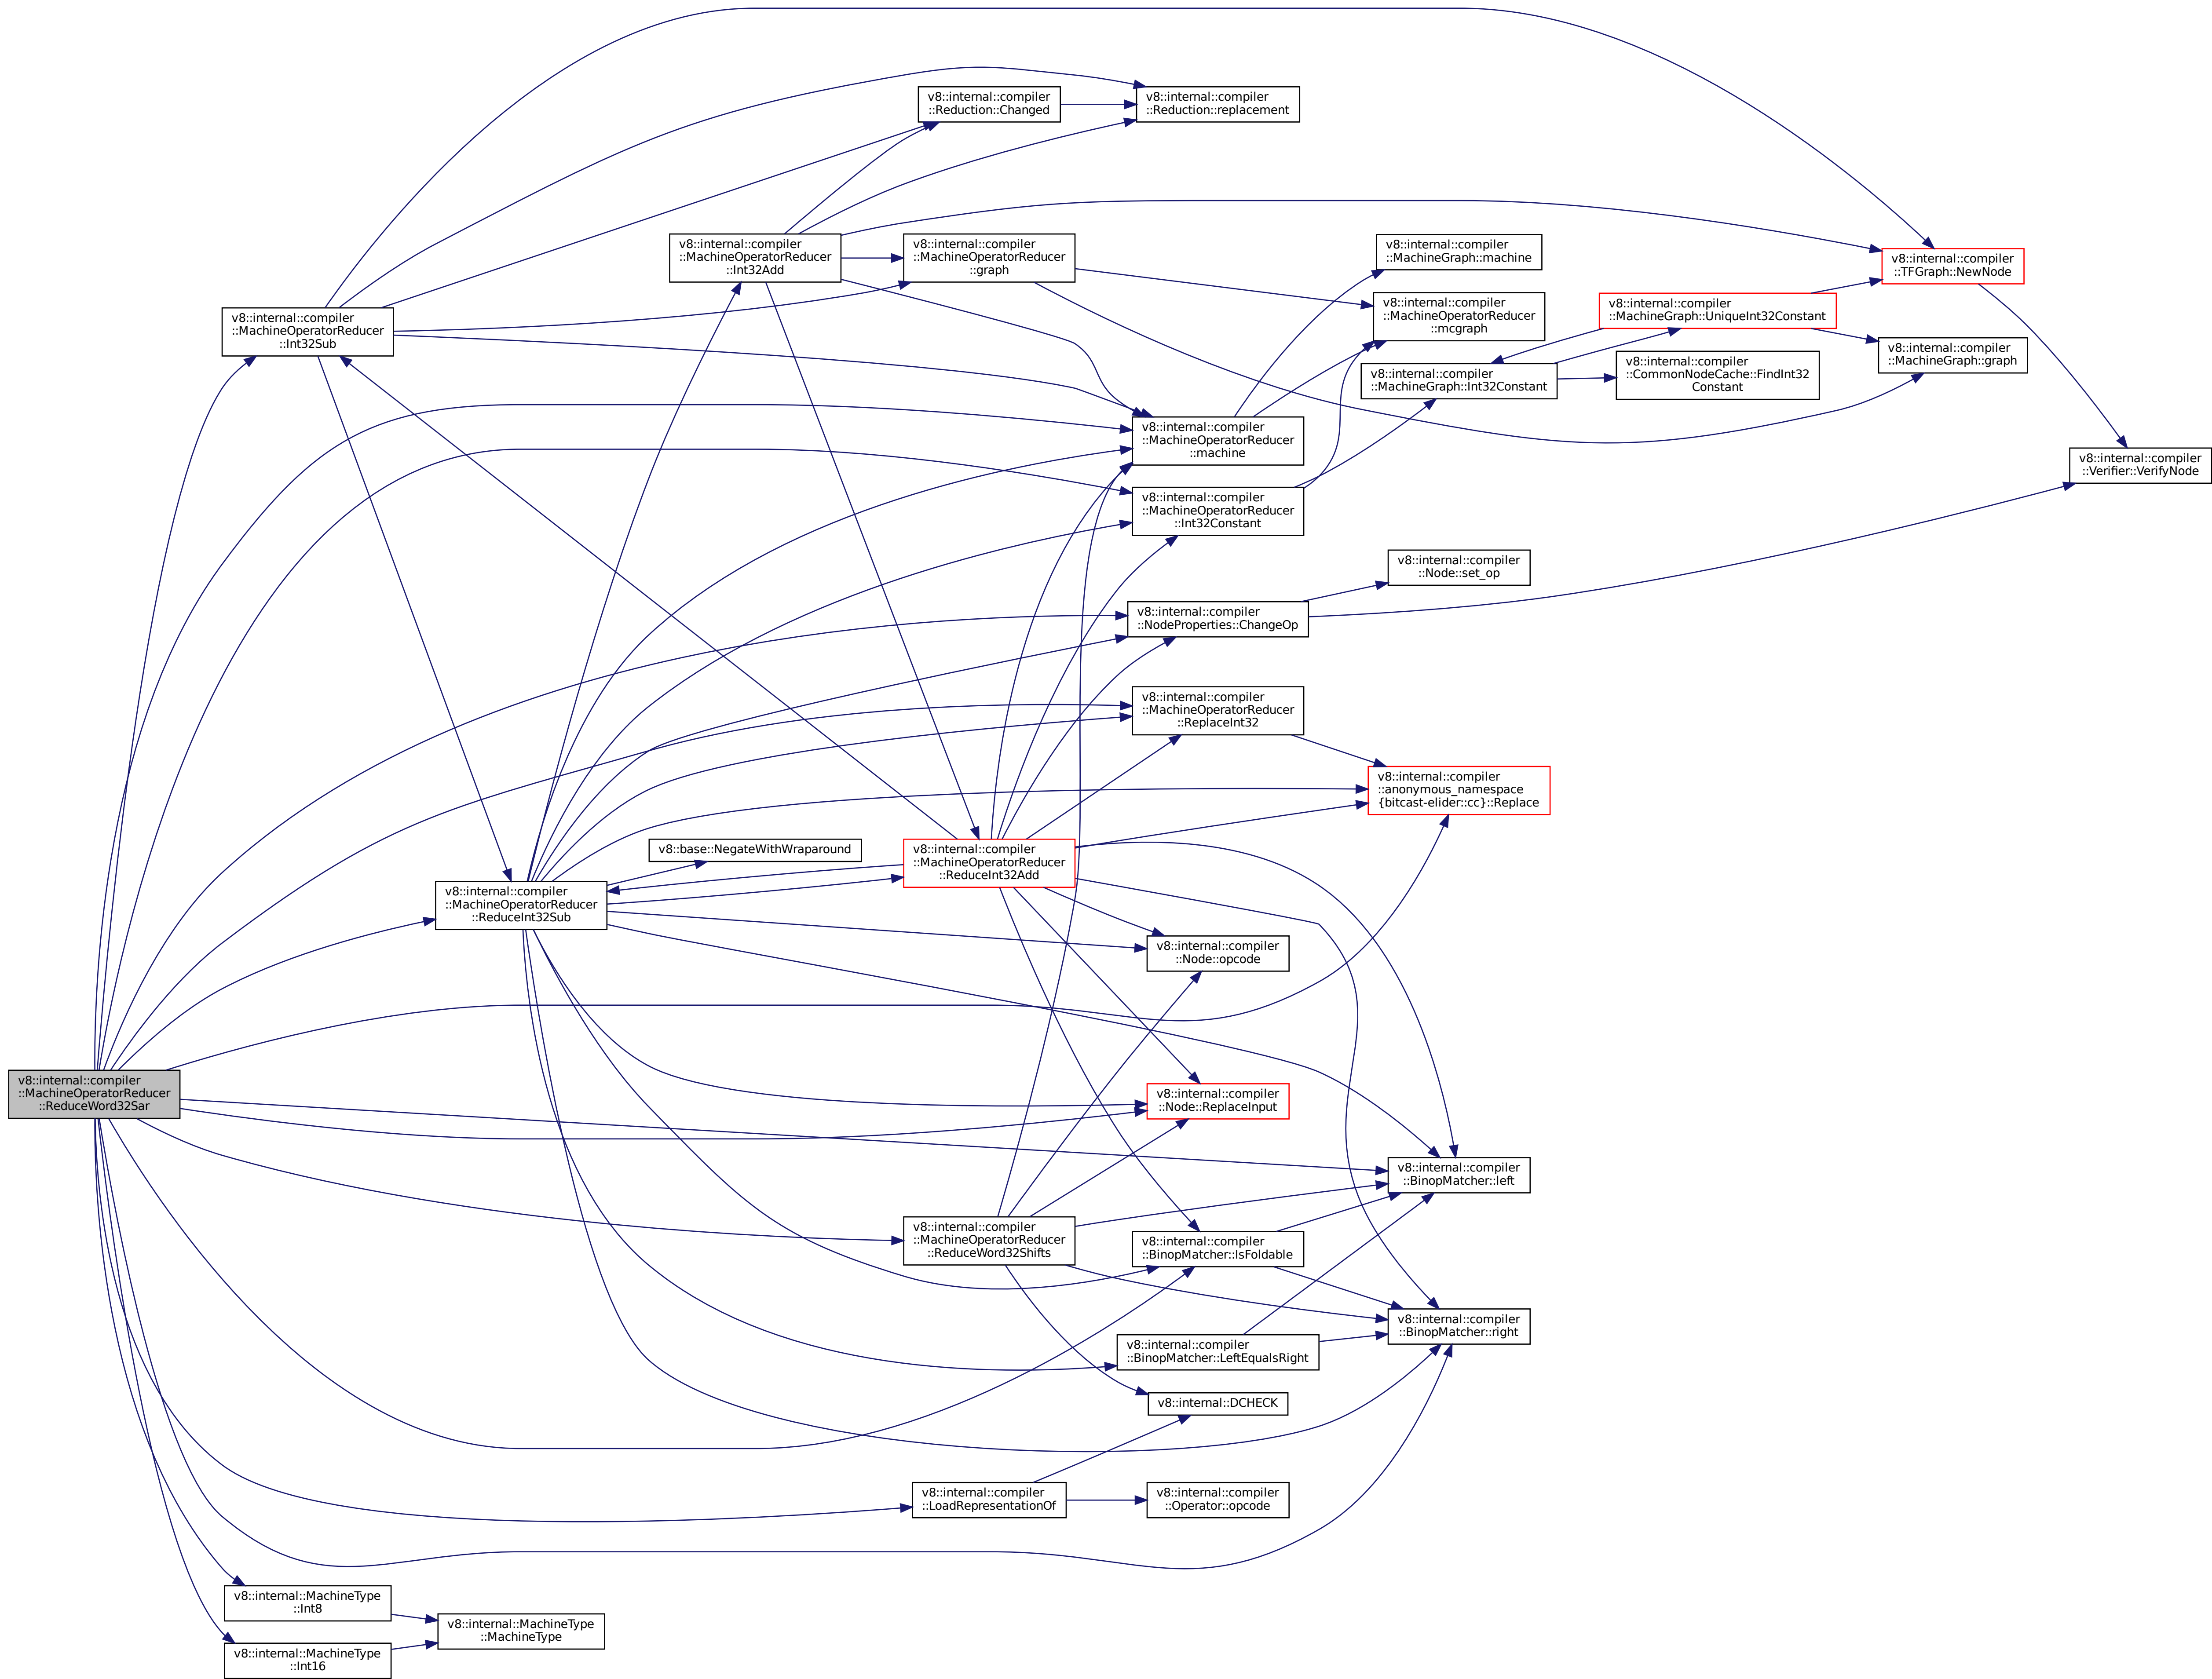 v8::internal::compiler
::Reduction::Changed
v8::internal::compiler
::Reduction::replacement
v8::internal::compiler
::MachineOperatorReducer
::Int32Add
v8::internal::compiler
::MachineOperatorReducer
::graph
v8::internal::compiler
::MachineGraph::machine
v8::internal::compiler
::TFGraph::NewNode
v8::internal::compiler
::MachineOperatorReducer
::Int32Sub
v8::internal::compiler
::MachineOperatorReducer
::mcgraph
v8::internal::compiler
::MachineGraph::UniqueInt32Constant
v8::internal::compiler
::MachineGraph::graph
v8::internal::compiler
::MachineGraph::Int32Constant
v8::internal::compiler
::CommonNodeCache::FindInt32
Constant
v8::internal::compiler
::MachineOperatorReducer
::machine
v8::internal::compiler
::Verifier::VerifyNode
v8::internal::compiler
::MachineOperatorReducer
::Int32Constant
v8::internal::compiler
::Node::set_op
v8::internal::compiler
::NodeProperties::ChangeOp
v8::internal::compiler
::MachineOperatorReducer
::ReplaceInt32
v8::internal::compiler
::anonymous_namespace
{bitcast-elider::cc}::Replace
v8::base::NegateWithWraparound
v8::internal::compiler
::MachineOperatorReducer
::ReduceInt32Add
v8::internal::compiler
::MachineOperatorReducer
::ReduceInt32Sub
v8::internal::compiler
::Node::opcode
v8::internal::compiler
::MachineOperatorReducer
::ReduceWord32Sar
v8::internal::compiler
::Node::ReplaceInput
v8::internal::compiler
::BinopMatcher::left
v8::internal::compiler
::MachineOperatorReducer
::ReduceWord32Shifts
v8::internal::compiler
::BinopMatcher::IsFoldable
v8::internal::compiler
::BinopMatcher::right
v8::internal::compiler
::BinopMatcher::LeftEqualsRight
v8::internal::DCHECK
v8::internal::compiler
::LoadRepresentationOf
v8::internal::compiler
::Operator::opcode
v8::internal::MachineType
::Int8
v8::internal::MachineType
::MachineType
v8::internal::MachineType
::Int16